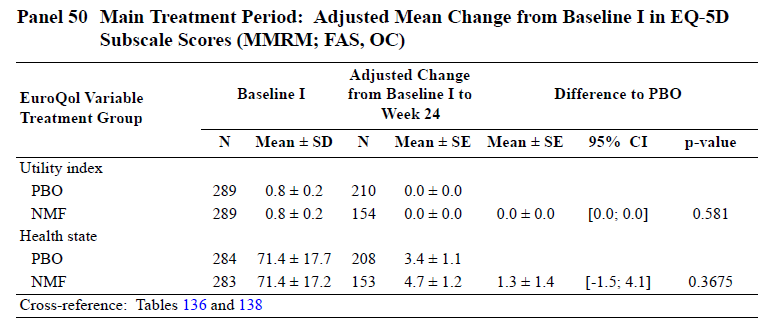 Panel 50 Main Treatment Period: Adjusted Mean Change from Baseline I in EQ-5D
Subscale Scores (MMRM; FAS, OC)
EuroQol Variable
Treatment Group
Baseline I
Adjusted Change
from Baseline I to
Week 24
Difference to PBO
N Mean ± SD N Mean ± SE Mean ± SE 95% CI p-value
Utility index
PBO 289 0.8 ± 0.2 210 0.0 ± 0.0
NMF 289 0.8 ± 0.2 154 0.0 ± 0.0 0.0 ± 0.0 [0.0; 0.0] 0.581
Health state
PBO 284 71.4 ± 17.7 208 3.4 ± 1.1
NMF 283 71.4 ± 17.2 153 4.7 ± 1.2 1.3 ± 1.4 [-1.5; 4.1] 0.3675
Cross-reference: Tables 136 and 138